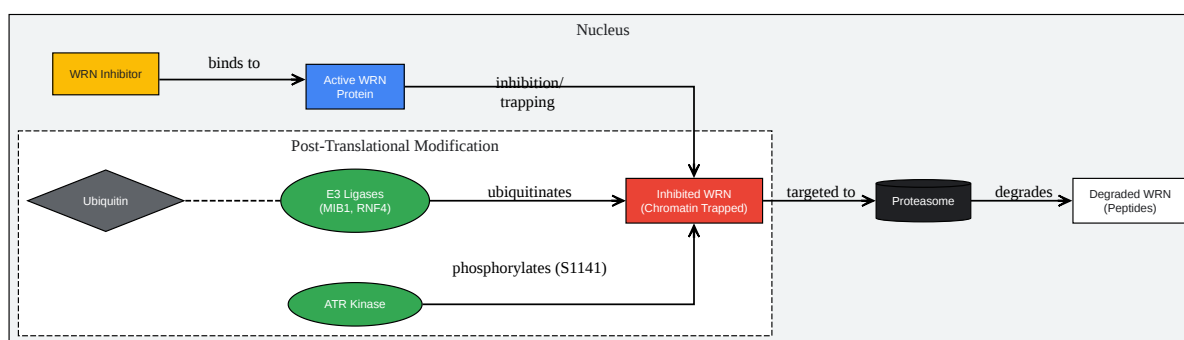 Nucleus
WRN Inhibitor
binds to
Active WRN
Protein
inhibition/
trapping
Post-Translational Modification
Ubiquitin
E3 Ligases
(MIB1, RNF4)
ubiquitinates
Inhibited WRN
(Chromatin Trapped)
targeted to
Proteasome
degrades
Degraded WRN
(Peptides)
phosphorylates (S1141)
ATR Kinase